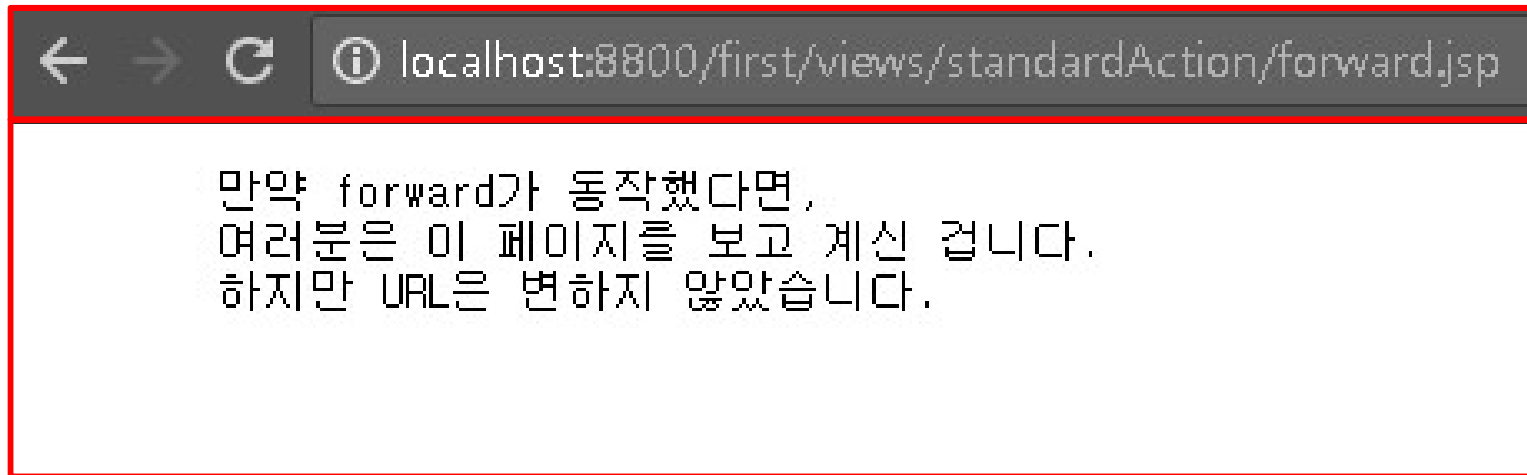 localhost:8800/first/views/standardAction/forward.jsp
만약 forward가 동작했다면,
여러분은 이 페이지를 보고 계신 겁니다.
하지만 URL은 변하지 않았습니다.